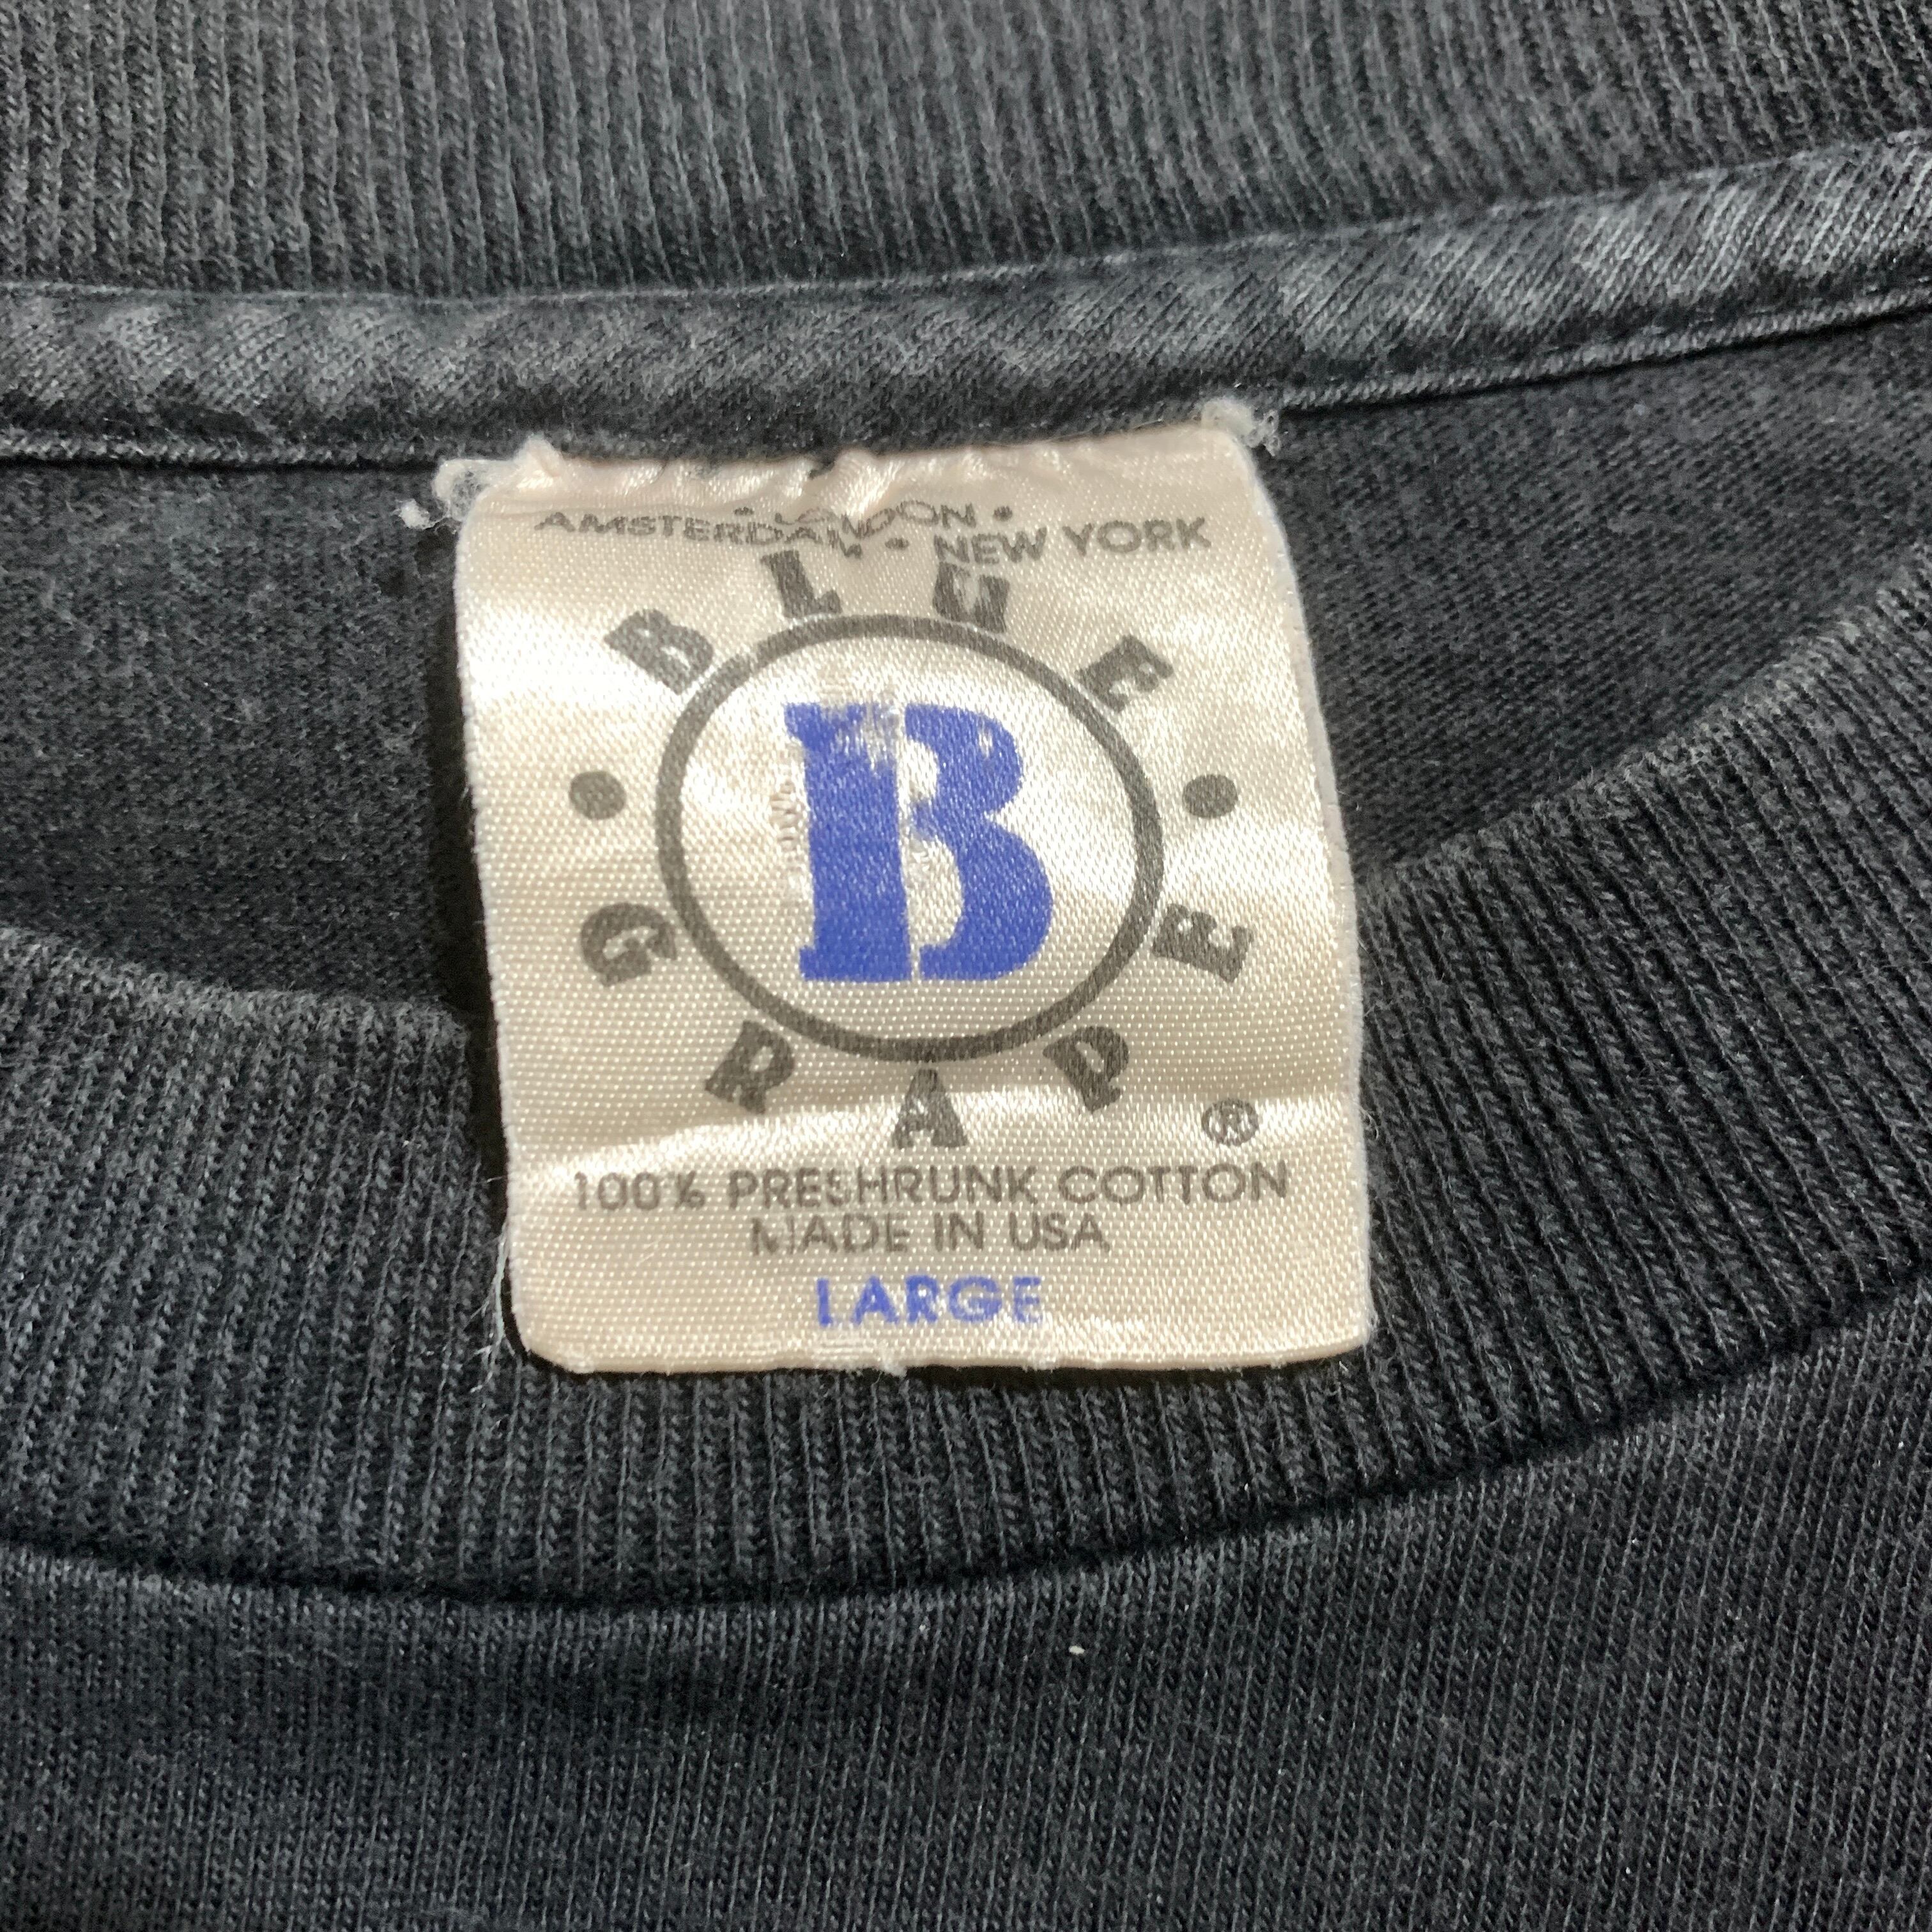 • LONDON •
AMSTERDAM • NEW YORK
BLUE
B
• GRAPE •
®
100% PRESHRUNK COTTON
MADE IN USA
LARGE